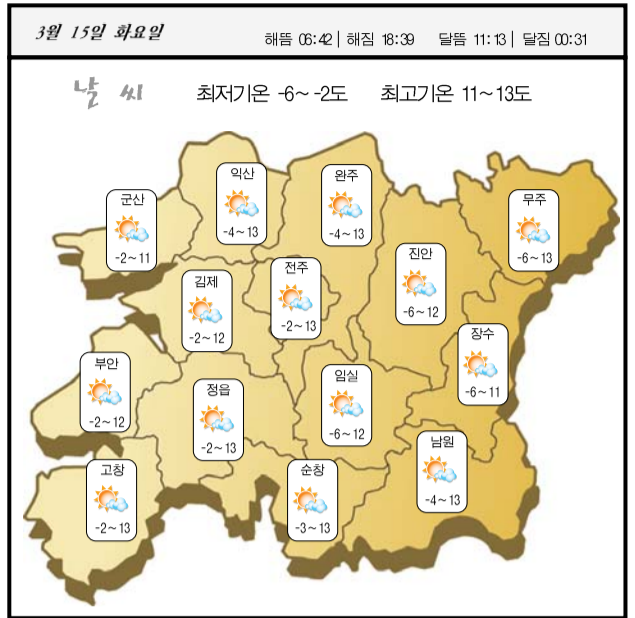 3월 15일 화요일
해뜸 06:42 | 해짐 18:39 달뜸 11:13 | 달짐 00:31
날 씨
최저기온 -6~ -2도 최고기온 11~13도
익산
-4~13
완주
-4~13
군산
-2~11
무주
-6~13
진안
-6~12
전주
-2~13
김제
-2~12
장수
-6~11
부안
-2~12
정읍
-2~13
임실
-6~12
남원
-4~13
고창
-2~13
순창
-3~13